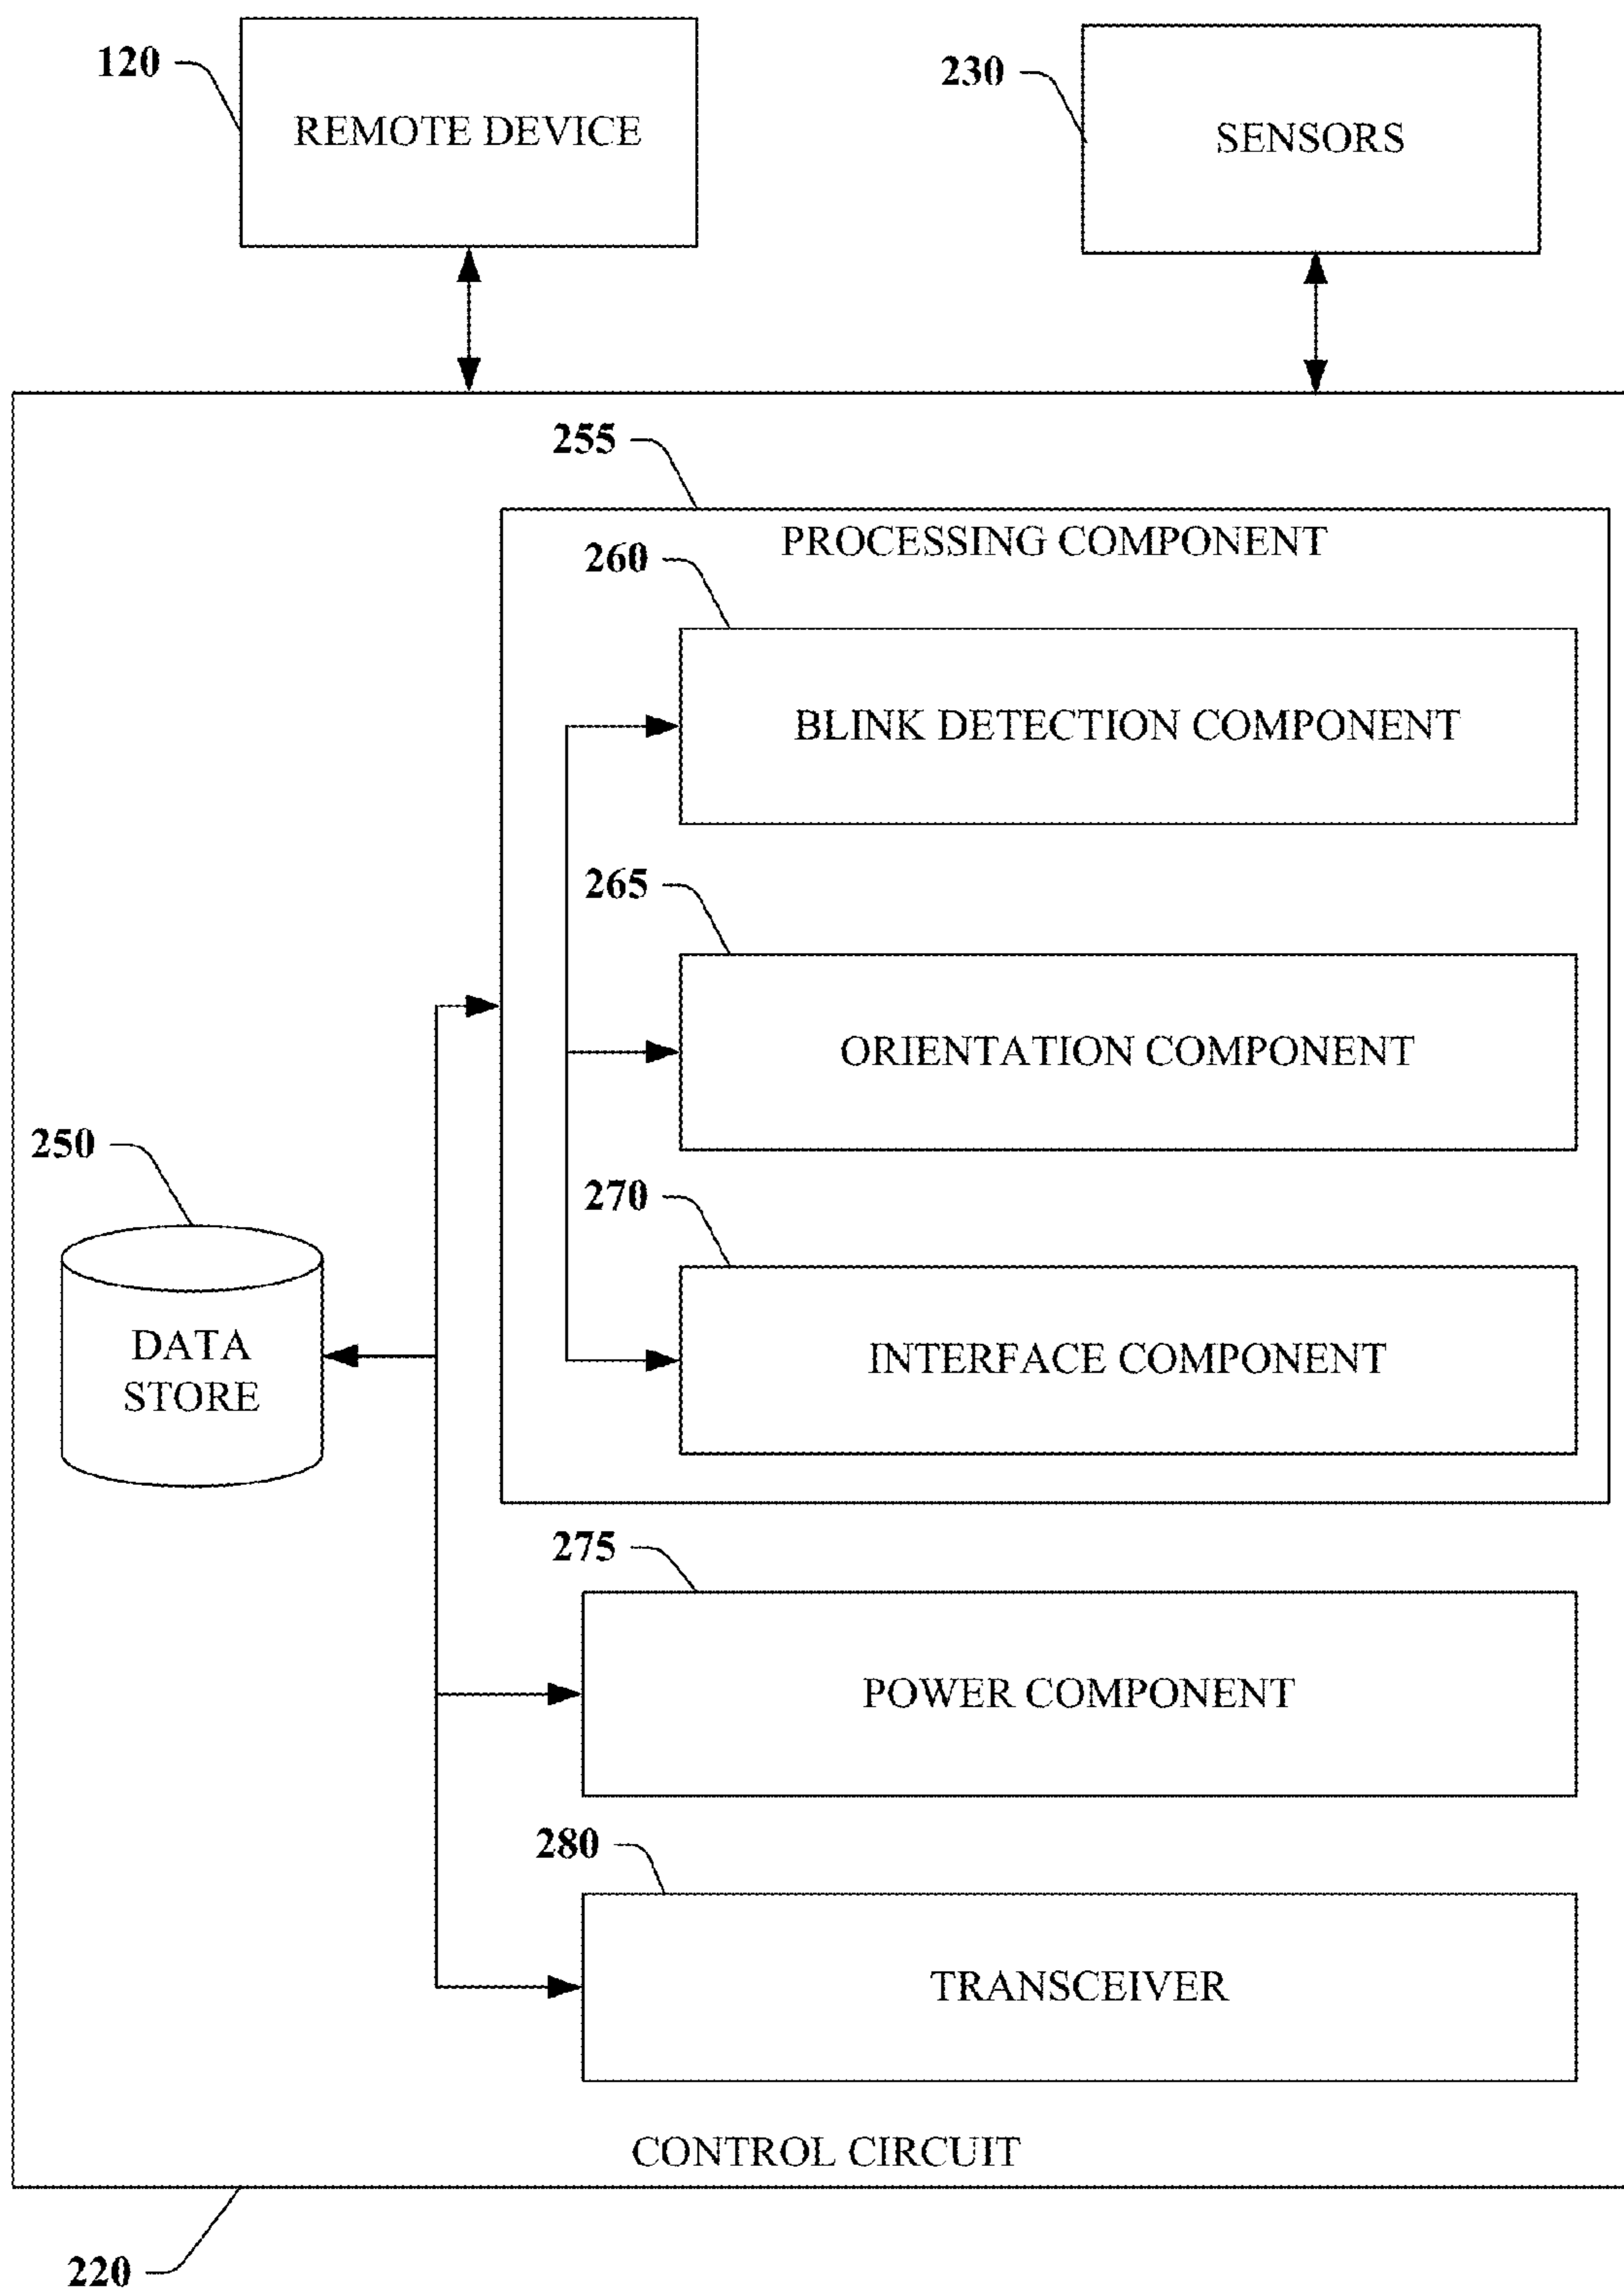 120
REMOTE DEVICE
230
SENSORS
255
PROCESSING COMPONENT
260
BLINK DETECTION COMPONENT
265
ORIENTATION COMPONENT
250
270
DATA
STORE
INTERFACE COMPONENT
275
POWER COMPONENT
280
TRANSCEIVER
CONTROL CIRCUIT
220